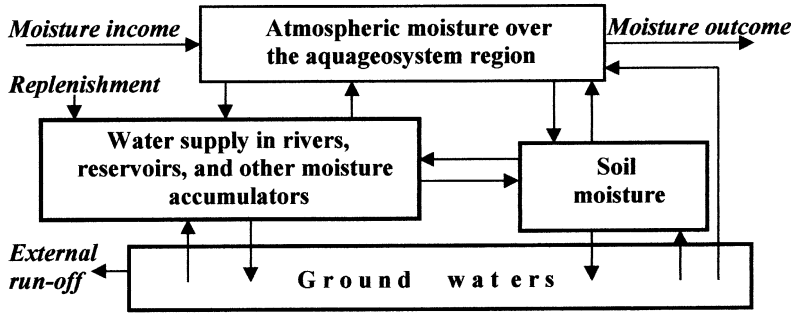 Moisture income
Atmospheric moisture over
the aquageosystem region
Moisture outcome
Replenishment
Water supply in rivers,
reservoirs, and other moisture
accumulators
Soil
moisture
External
run-off
Ground waters